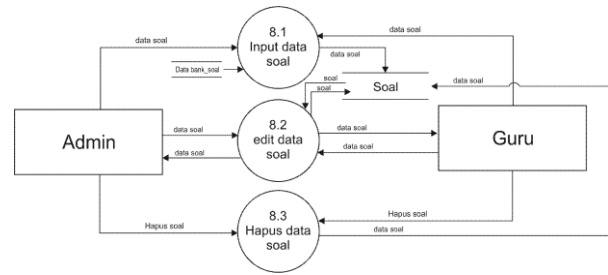 8.1
Input data
soal
data soal
data soal
data soal
Data bank_soal
soal
soal
Soal
data soal
Admin
data soal
data soal
8.2
edit data
soal
data soal
data soal
Guru
Hapus soal
8.3
Hapus data
soal
Hapus soal
data soal